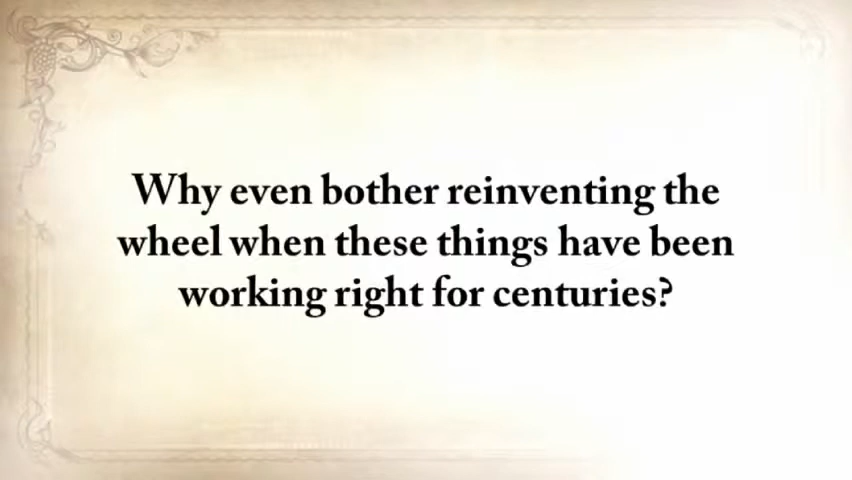 Why even bother reinventing the
wheel when these things have been
working right for centuries?